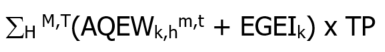 ∑H M,T(AQEWk,hm,t + EGEIk) x TP